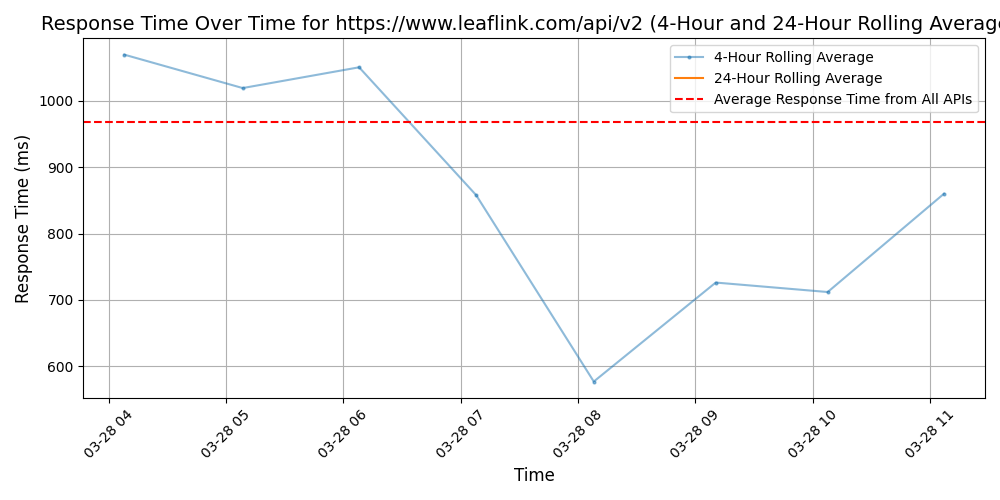 Response Time Over Time for https://www.leaflink.com/api/v2 (4-Hour and 24-Hour Rolling Average
4-Hour Rolling Average
24-Hour Rolling Average
Average Response Time from All APIs
Response Time (ms)
1000
900
800
700
600
03-28 04
03-28 05
03-28 06
03-28 07
03-28 08
03-28 09
03-28 10
03-28 11
Time